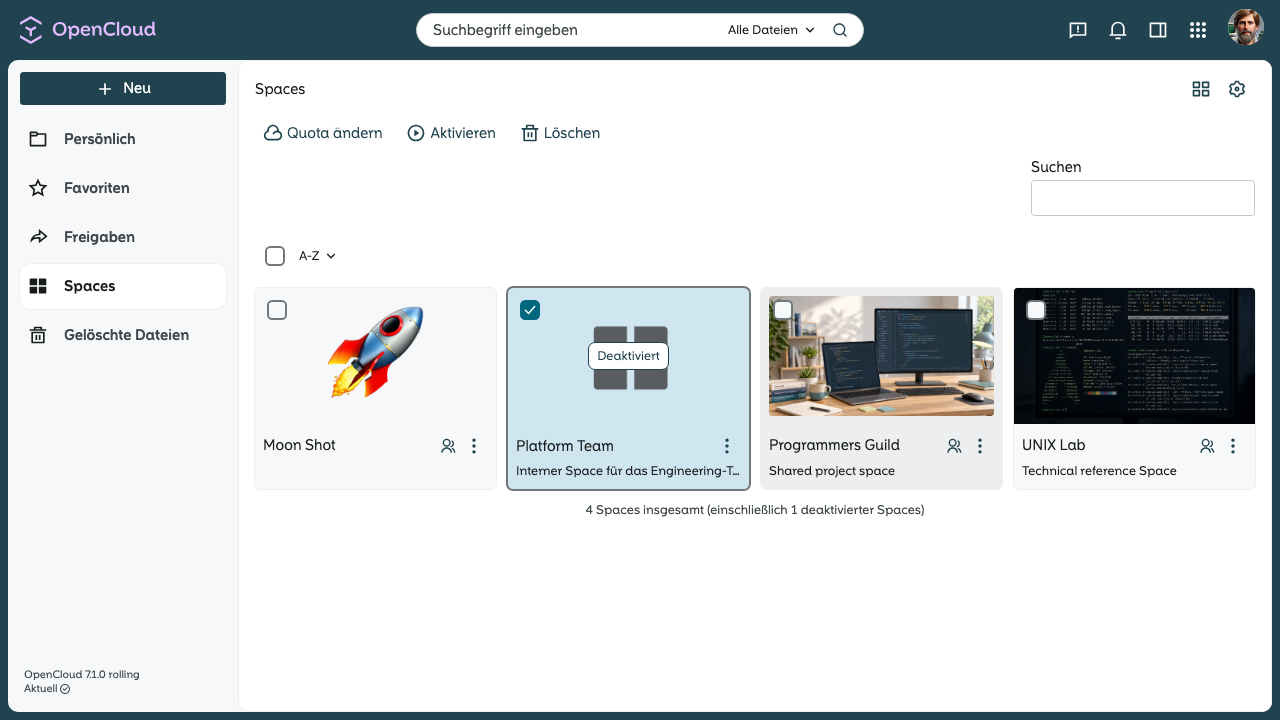 OpenCloud
Suchbegriff eingeben
Alle Dateien
Neu
Persönlich
Favoriten
Freigaben
Spaces
Gelöschte Dateien
OpenCloud 7.1.0 rolling
Aktuell
Spaces
Quota ändern
Aktivieren
Löschen
Suchen
A-Z
Moon Shot
Deaktiviert
Platform Team
Interner Space für das Engineering-T...
Programmers Guild
Shared project space
UNIX Lab
Technical reference Space
4 Spaces insgesamt (einschließlich 1 deaktivierter Spaces)